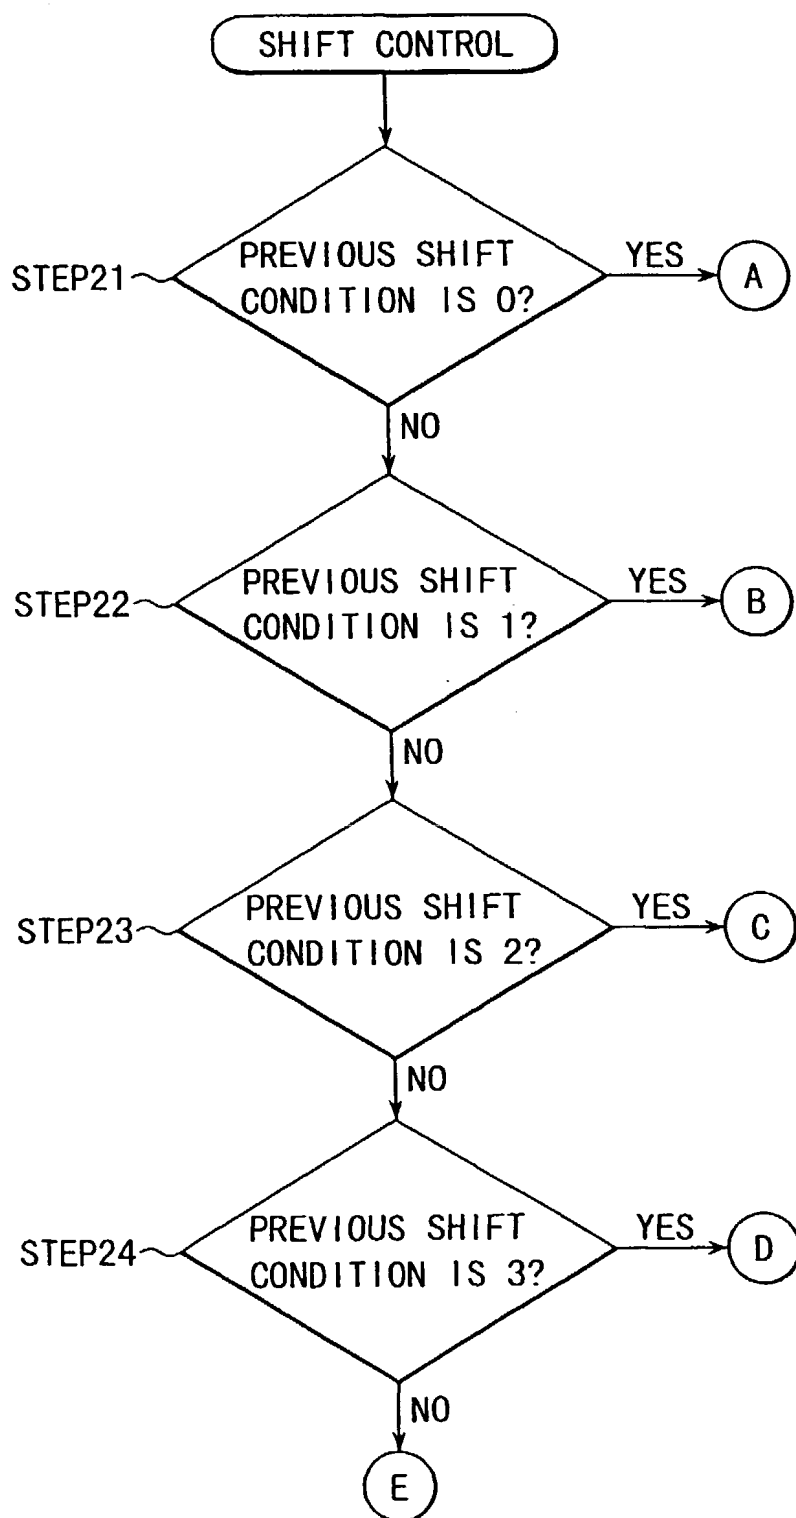 SHIFT CONTROL
PREVIOUS SHIFT
CONDITION IS 0?
STEP21
YES
A
NO
PREVIOUS SHIFT
CONDITION IS 1?
STEP22
YES
B
NO
PREVIOUS SHIFT
CONDITION IS 2?
STEP23
YES
C
NO
PREVIOUS SHIFT
CONDITION IS 3?
STEP24
YES
D
NO
E